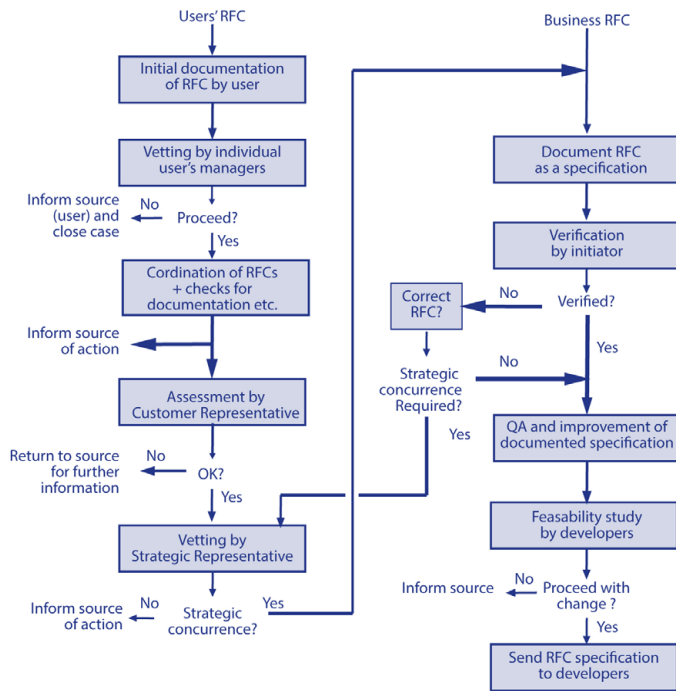 Users' RFC
Initial documentation
of RFC by user
Vetting by individual
user's managers
Inform source
(user) and
close case
No
Proceed?
Yes
Cordination of RFCs
+ checks for
documentation etc.
Inform source
of action
Assessment by
Customer Representative
Return to source
for further
information
No
OK?
Yes
Vetting by
Strategic Representative
Inform source
of action
No
Strategic
concurrence?
Yes
Business RFC
Document RFC
as a specification
Verification
by initiator
Correct
RFC?
No
Verified?
Yes
Strategic
concurrence
Required?
No
Yes
QA and improvement of
documented specification
Feasability study
by developers
Inform source
No
Proceed with
change ?
Yes
Send RFC specification
to developers